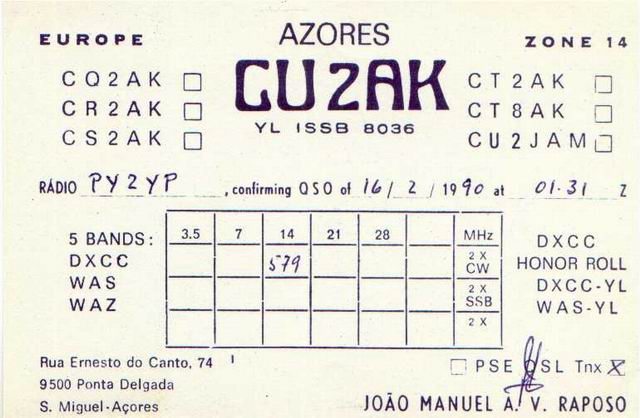 AZORES
EUROPE ZONE 14
CU2AK
CQ2AK CT2AK
CR2AK CT8AK
CS2AK CU2JAM
YL ISSB 8036
RÁDIO PY2YP, confirming QSO of 16/2/1990 at 01.31 Z
5 BANDS: 3.5 7 14 21 28 MHz DXCC
DXCC 579 2 X CW HONOR ROLL
WAS 2 X SSB DXCC-YL
WAZ 2 X WAS-YL
Rua Ernesto do Canto, 74 PSE QSL Tnx X
9500 Ponta Delgada
S. Miguel-Açores JOÃO MANUEL A. V. RAPOSO